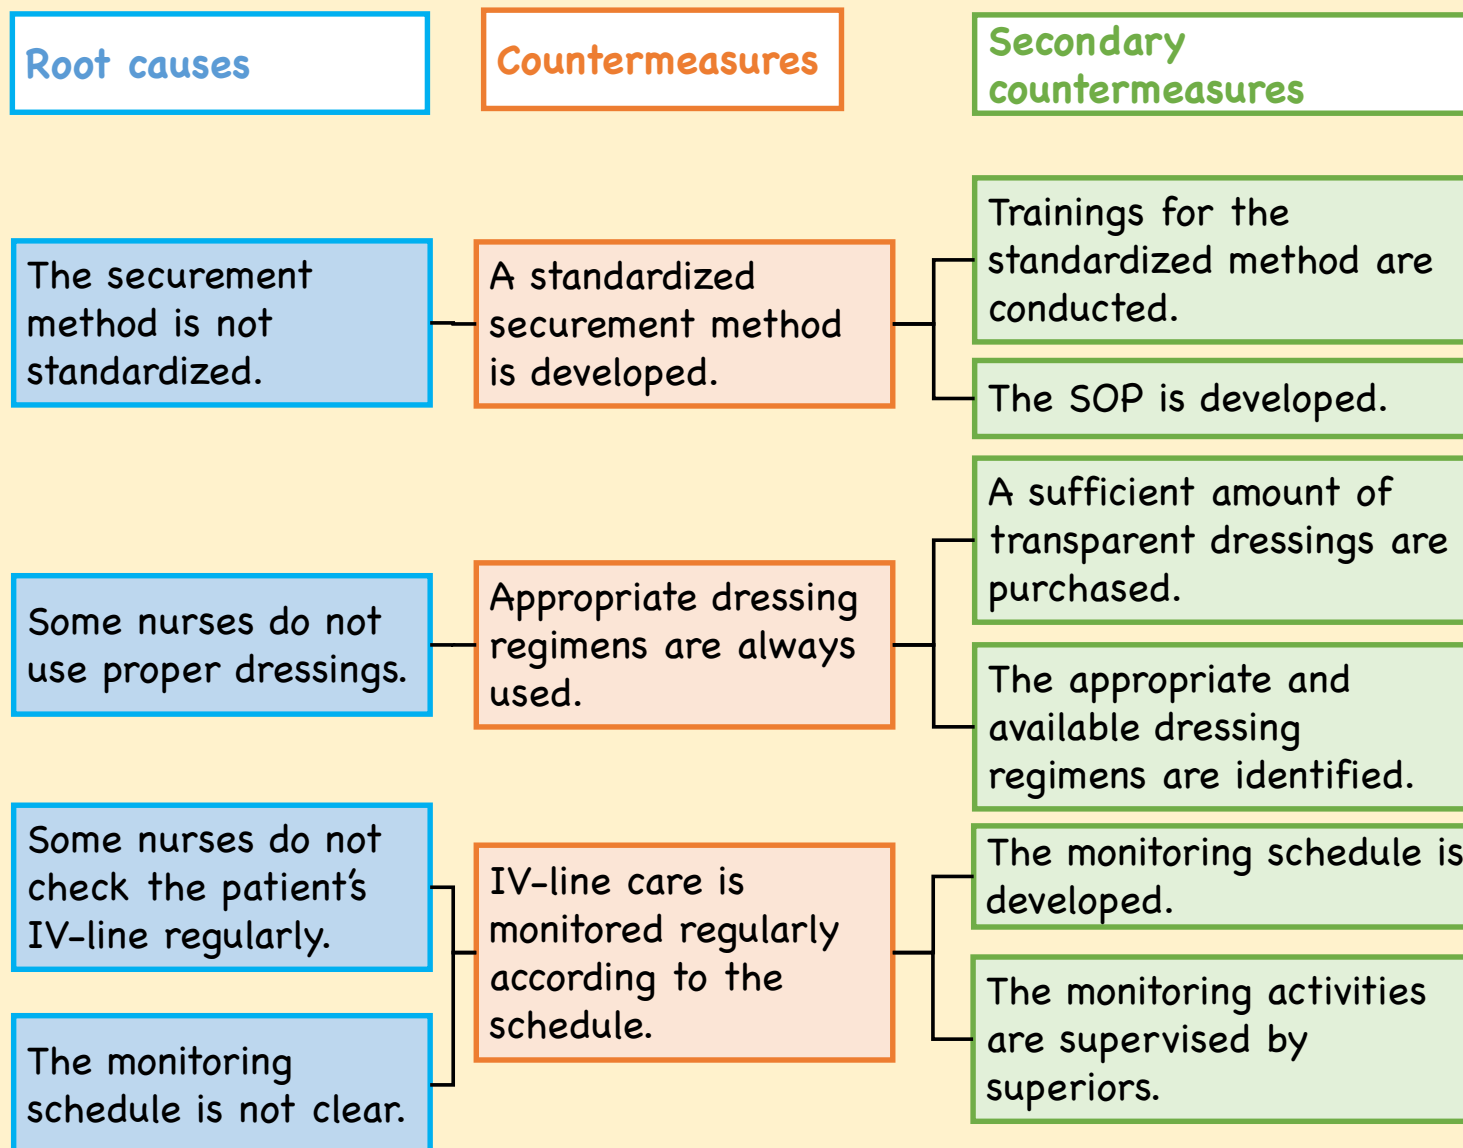 Root causes
Countermeasures
Secondary
countermeasures
The securement
method is not
standardized.
A standardized
securement method
is developed.
Trainings for the
standardized method are
conducted.
The SOP is developed.
Some nurses do not
use proper dressings.
Appropriate dressing
regimens are always
used.
A sufficient amount of
transparent dressings are
purchased.
The appropriate and
available dressing
regimens are identified.
Some nurses do not
check the patient's
IV-line regularly.
The monitoring
schedule is not clear.
IV-line care is
monitored regularly
according to the
schedule.
The monitoring schedule is
developed.
The monitoring activities
are supervised by
superiors.